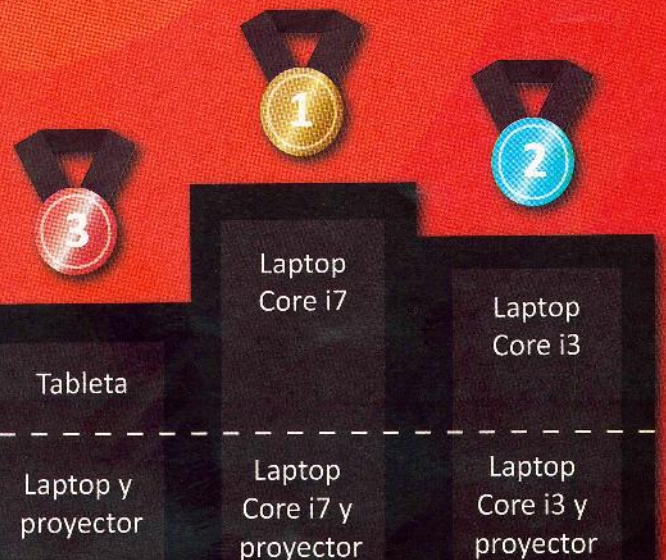 1
2
3
Laptop
Core i7
Laptop
Core i3
Tableta
Laptop y
proyector
Laptop
Core i7 y
proyector
Laptop
Core i3 y
proyector